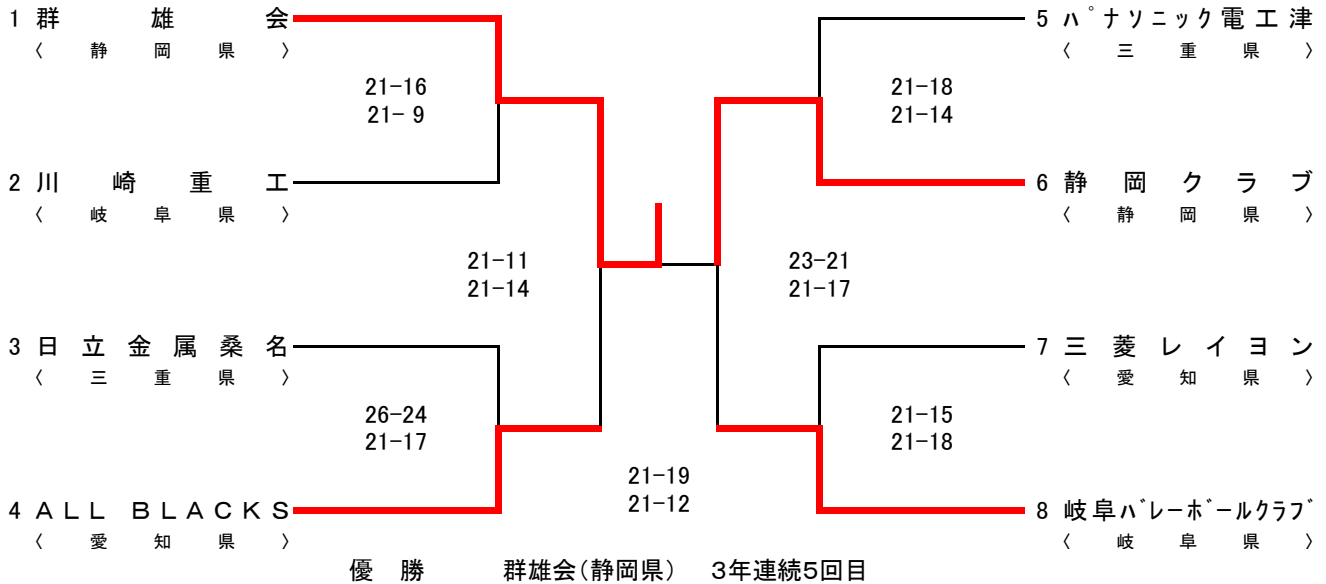 1 群雄会
〈静岡県〉
21-16
21- 9
2 川崎重工
〈岐阜県〉
21-11
21-14
3 日立金属桑名
〈三重県〉
26-24
21-17
4 ALL BLACKS
〈愛知県〉
5 パナソニック電工津
〈三重県〉
21-18
21-14
6 静岡クラブ
〈静岡県〉
23-21
21-17
7 三菱レイヨン
〈愛知県〉
21-15
21-18
8 岐阜バレーボールクラブ
〈岐阜県〉
21-19
21-12
優勝 群雄会(静岡県) 3年連続5回目